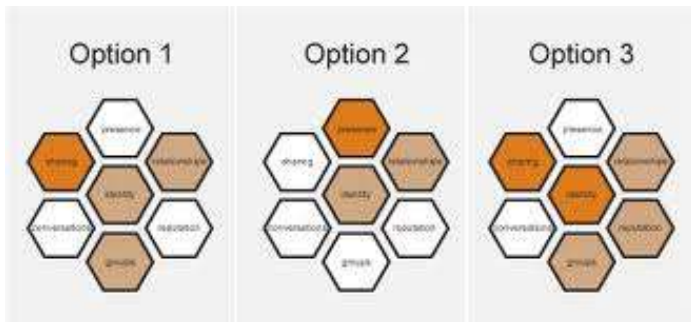 Option 1
presence
sharing
relationships
identity
conversations
reputation
groups
Option 2
presence
sharing
relationships
identity
conversations
reputation
groups
Option 3
presence
sharing
relationships
identity
conversations
reputation
groups